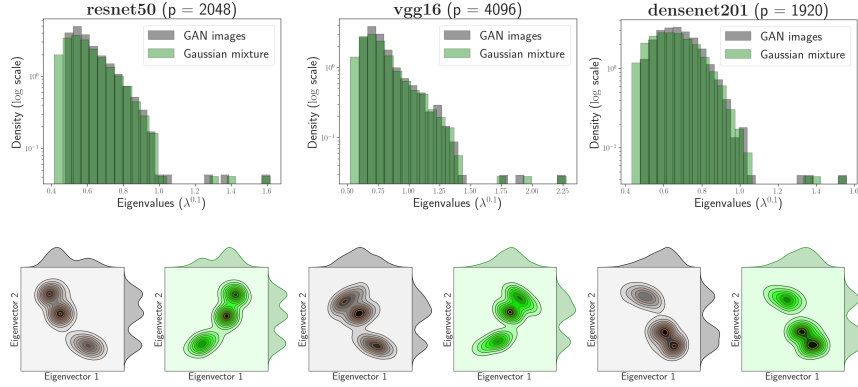 resnet50 (p = 2048)
vgg16 (p = 4096)
densenet201 (p = 1920)
GAN images
Gaussian mixture
GAN images
Gaussian mixture
GAN images
Gaussian mixture
Density (log scale)
Density (log scale)
Density (log scale)
10⁰
10⁻¹
10⁰
10⁻¹
10⁰
10⁻¹
0.4 0.6 0.8 1.0 1.2 1.4 1.6
0.50 0.75 1.00 1.25 1.50 1.75 2.00 2.25
0.4 0.6 0.8 1.0 1.2 1.4 1.6
Eigenvalues (λ^0.1)
Eigenvalues (λ^0.1)
Eigenvalues (λ^0.1)
Eigenvector 2
Eigenvector 2
Eigenvector 2
Eigenvector 2
Eigenvector 2
Eigenvector 2
Eigenvector 1
Eigenvector 1
Eigenvector 1
Eigenvector 1
Eigenvector 1
Eigenvector 1